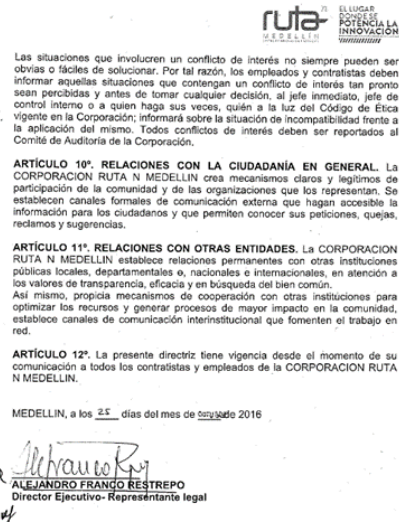 ruta n
MEDELLÍN
EL LUGAR
DONDE SE
POTENCIA LA
INNOVACIÓN
Las situaciones que involucren un conflicto de interés no siempre pueden ser
obvias o fáciles de solucionar. Por tal razón, los empleados y contratistas deben
informar aquellas situaciones que contengan un conflicto de interés tan pronto
sean percibidas y antes de tomar cualquier decisión, al jefe inmediato, jefe de
control interno o a quien haga sus veces, quién a la luz del Código de Ética
vigente en la Corporación; informará sobre la situación de incompatibilidad frente a
la aplicación del mismo. Todos conflictos de interés deben ser reportados al
Comité de Auditoría de la Corporación.
ARTÍCULO 10º. RELACIONES CON LA CIUDADANÍA EN GENERAL. La
CORPORACION RUTA N MEDELLIN crea mecanismos claros y legítimos de
participación de la comunidad y de las organizaciones que los representan. Se
establecen canales formales de comunicación externa que hagan accesible la
información para los ciudadanos y que permiten conocer sus peticiones, quejas,
reclamos y sugerencias.
ARTÍCULO 11º. RELACIONES CON OTRAS ENTIDADES. La CORPORACION
RUTA N MEDELLIN establece relaciones permanentes con otras instituciones
públicas locales, departamentales o, nacionales e internacionales, en atención a
los valores de transparencia, eficacia y en búsqueda del bien común.
Así mismo, propicia mecanismos de cooperación con otras instituciones para
optimizar los recursos y generar procesos de mayor impacto en la comunidad,
establece canales de comunicación interinstitucional que fomenten el trabajo en
red.
ARTÍCULO 12º. La presente directriz tiene vigencia desde el momento de su
comunicación a todos los contratistas y empleados de la CORPORACION RUTA
N MEDELLIN.
MEDELLIN, a los 25 días del mes de de 2016
ALEJANDRO FRANCO RESTREPO
Director Ejecutivo- Representante legal